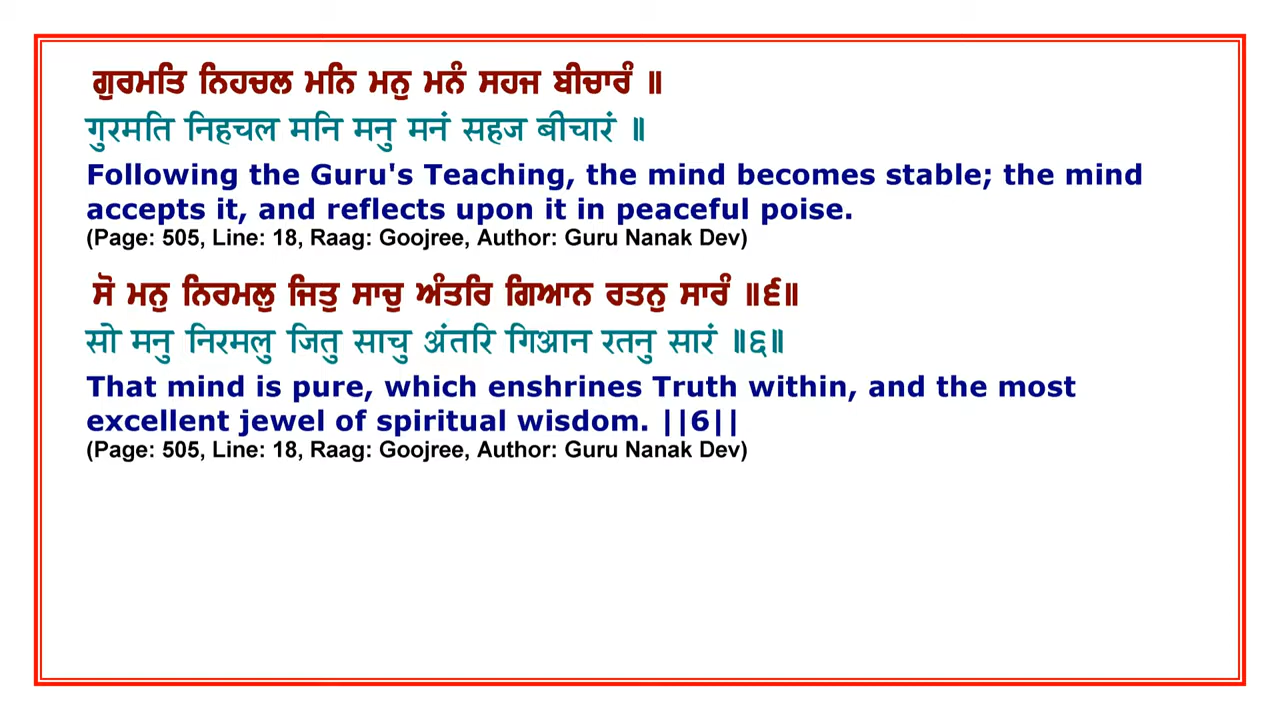 ਗੁਰਮਤਿ ਨਿਹਚਲ ਮਨਿ ਮਨੁ ਮਨੰ ਸਹਜ ਬੀਚਾਰੰ ॥
गुरमति निहचल मनि मनु मनं सहज बीचारं ॥
Following the Guru's Teaching, the mind becomes stable; the mind
accepts it, and reflects upon it in peaceful poise.
(Page: 505, Line: 18, Raag: Goojree, Author: Guru Nanak Dev)
ਸੋ ਮਨੁ ਨਿਰਮਲੁ ਜਿਤੁ ਸਾਚੁ ਅੰਤਰਿ ਗਿਆਨ ਰਤਨੁ ਸਾਰੰ ॥੬॥
सो मनु निरमलु जितु साचु अंतरि गिआन रतनु सारं ॥६॥
That mind is pure, which enshrines Truth within, and the most
excellent jewel of spiritual wisdom. ||6||
(Page: 505, Line: 18, Raag: Goojree, Author: Guru Nanak Dev)